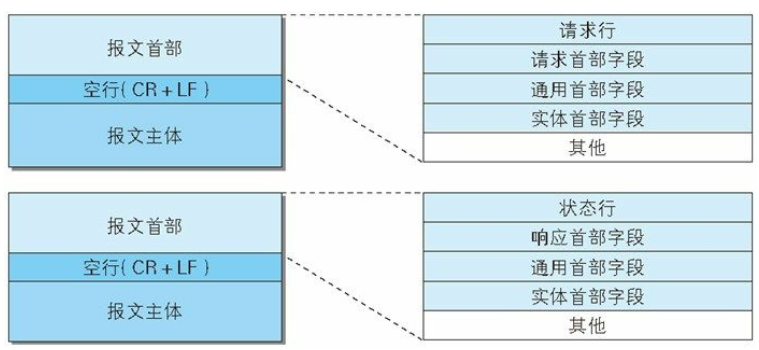 报文首部
空行( CR + LF )
报文主体
请求行
请求首部字段
通用首部字段
实体首部字段
其他
报文首部
空行( CR + LF )
报文主体
状态行
响应首部字段
通用首部字段
实体首部字段
其他